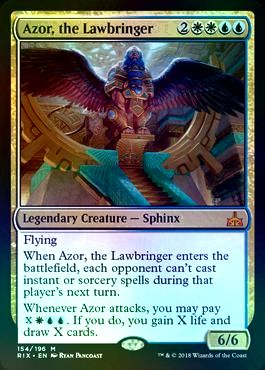 Azor, the Lawbringer 2
Legendary Creature — Sphinx
Flying
When Azor, the Lawbringer enters the
battlefield, each opponent can't cast
instant or sorcery spells during that
player's next turn.
Whenever Azor attacks, you may pay
X. If you do, you gain X life and
draw X cards.
6/6
154/196 M
RIX • EN Ryan Pancoast
™ & © 2018 Wizards of the Coast